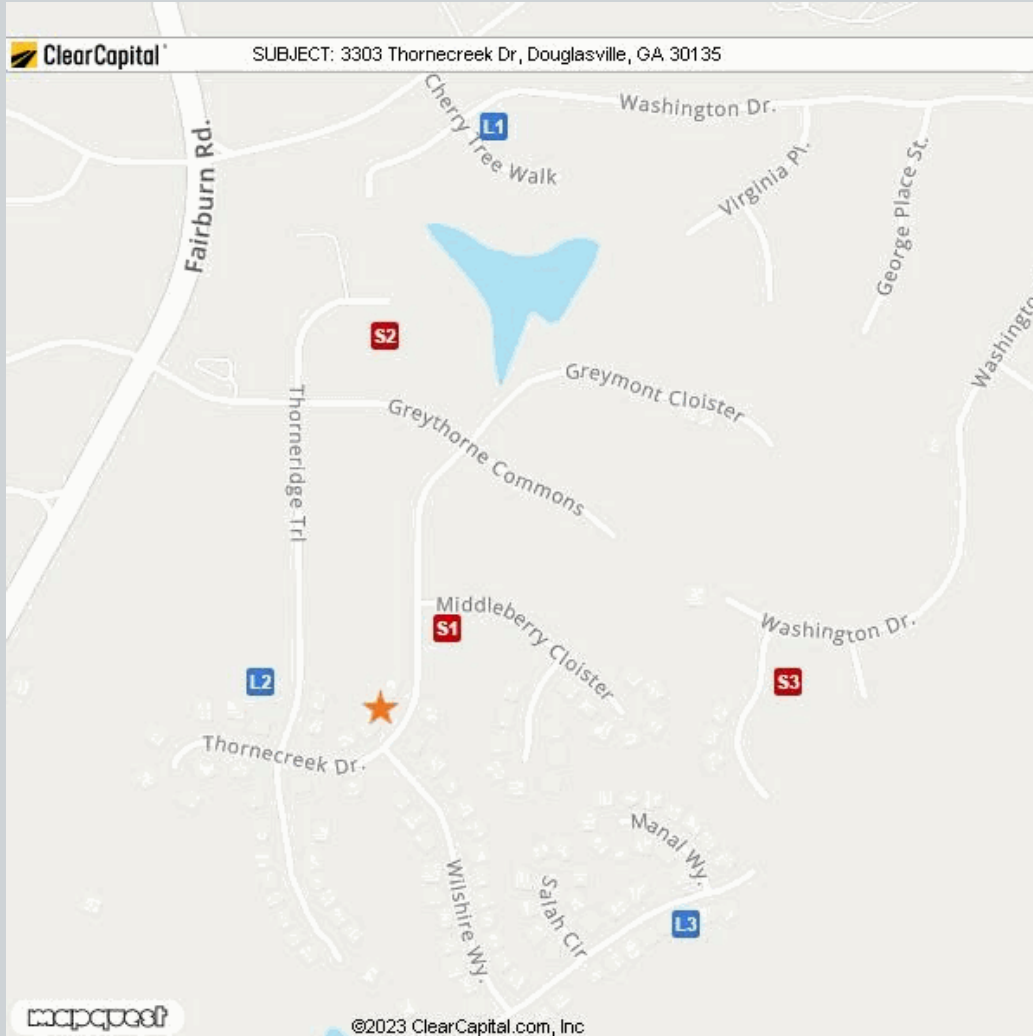 ClearCapital
SUBJECT: 3303 Thornecreek Dr, Douglasville, GA 30135
Cherry Tree Walk
L1
Washington Dr.
Fairburn Rd.
Virginia Pl.
George Place St.
S2
Washingto
Greymont Cloister
Thorneridge Trl
Greythorne Commons
Middleberry Cloister
S1
Washington Dr.
L2
S3
Thornecreek Dr.
Manal Wy.
Wilshire Wy.
Salah Cir
L3
mapquest
©2023 ClearCapital.com, Inc